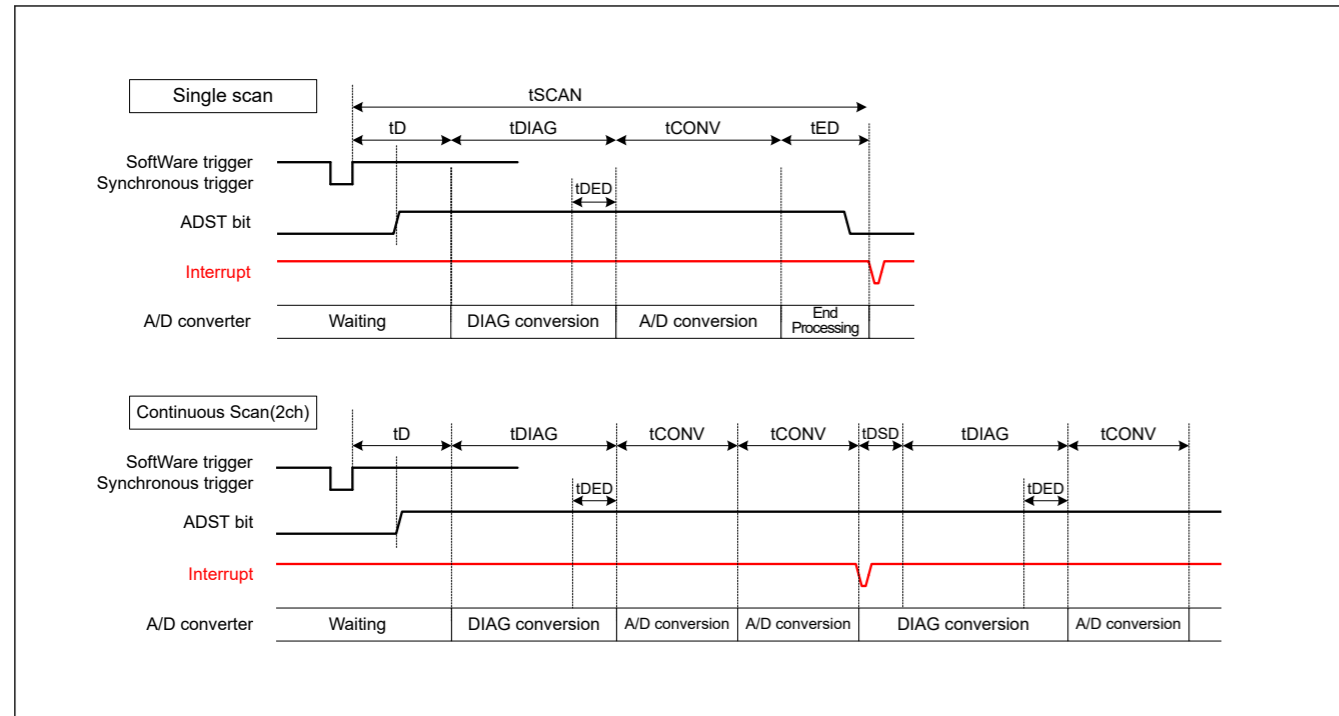 Single scan
tSCAN
tD tDIAG tCONV tED
SoftWare trigger
Synchronous trigger
tDED
ADST bit
Interrupt
A/D converter Waiting DIAG conversion A/D conversion End
Processing
Continuous Scan(2ch)
tD tDIAG tCONV tCONV tDSD tDIAG tCONV
SoftWare trigger
Synchronous trigger
tDED tDED
ADST bit
Interrupt
A/D converter Waiting DIAG conversion A/D conversion A/D conversion DIAG conversion A/D conversion